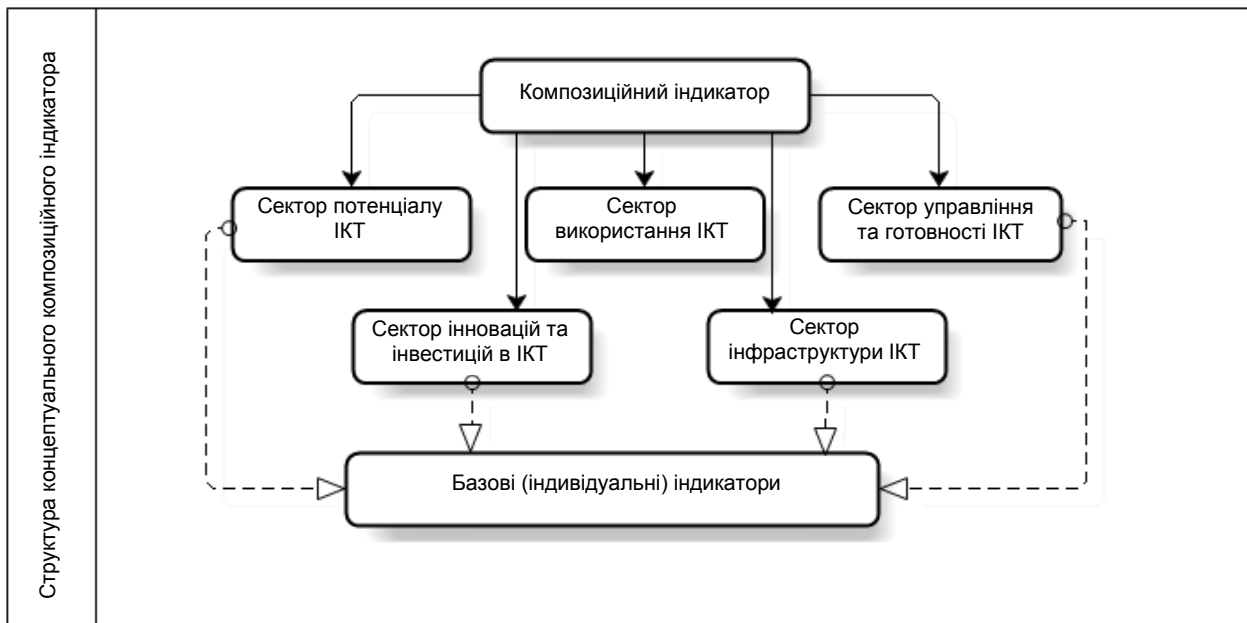 Структура концептуального композиційного індикатора
Композиційний індикатор
Сектор потенціалу
ІКТ
Сектор
використання ІКТ
Сектор управління
та готовності ІКТ
Сектор інновацій та
інвестицій в ІКТ
Сектор
інфраструктури ІКТ
Базові (індивідуальні) індикатори